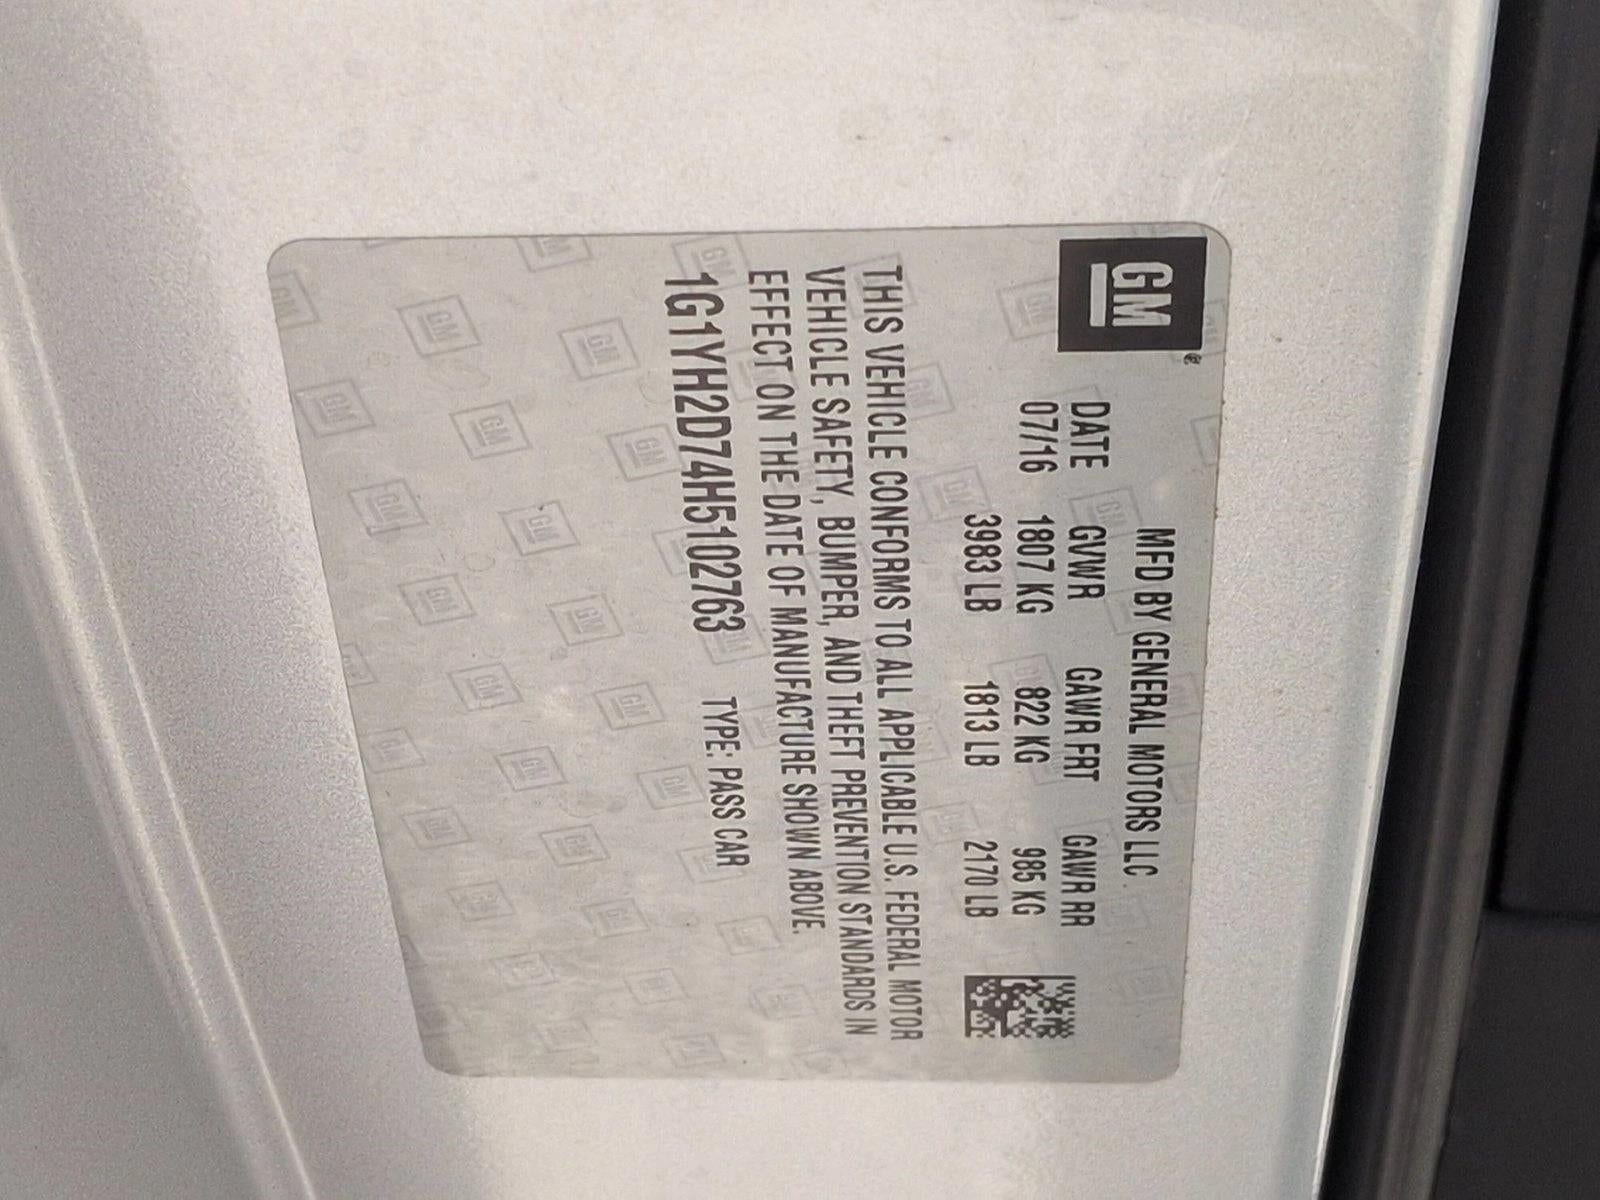 GM
MFD BY GENERAL MOTORS LLC
DATE GVWR GAWR FRT GAWR RR
07/16 1807 KG 822 KG 985 KG
3983 LB 1813 LB 2170 LB
THIS VEHICLE CONFORMS TO ALL APPLICABLE U.S. FEDERAL MOTOR
VEHICLE SAFETY, BUMPER, AND THEFT PREVENTION STANDARDS IN
EFFECT ON THE DATE OF MANUFACTURE SHOWN ABOVE.
1G1YH2D74H5102763 TYPE: PASS CAR